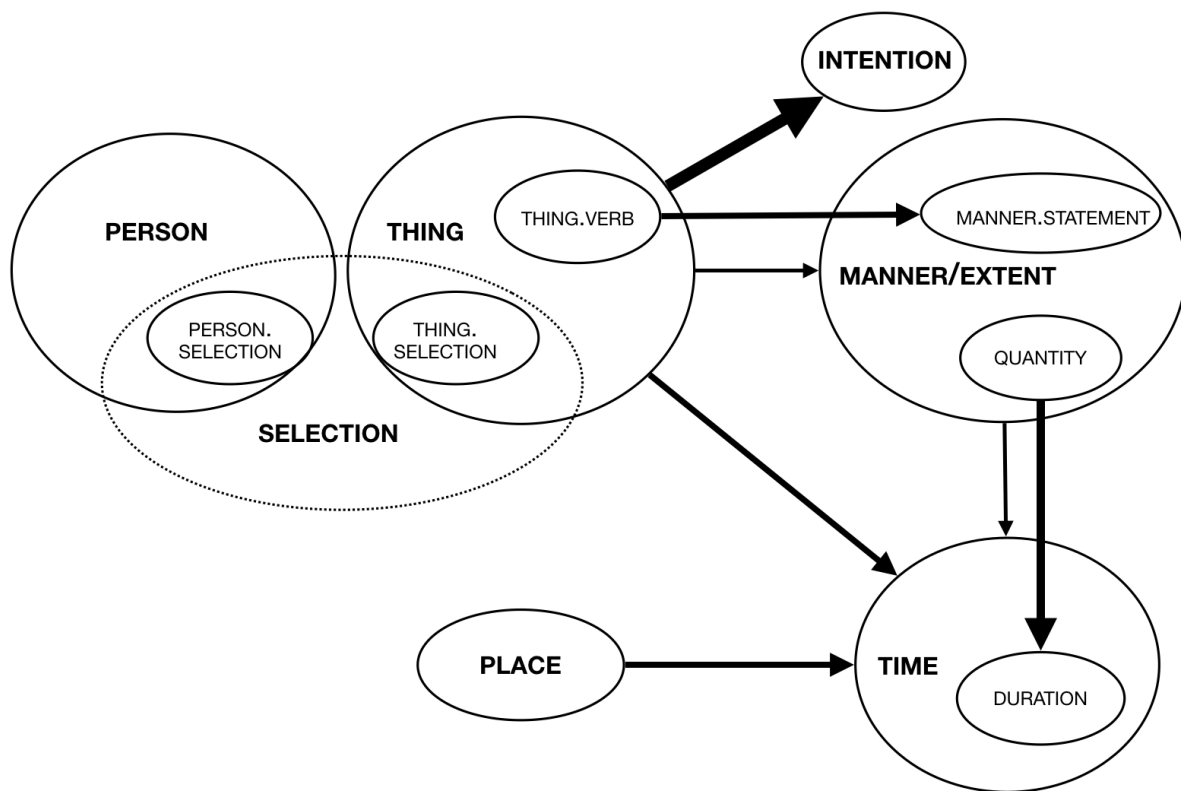 INTENTION
PERSON
THING
THING.VERB
MANNER.STATEMENT
MANNER/EXTENT
PERSON.
SELECTION
THING.
SELECTION
QUANTITY
SELECTION
PLACE
TIME
DURATION